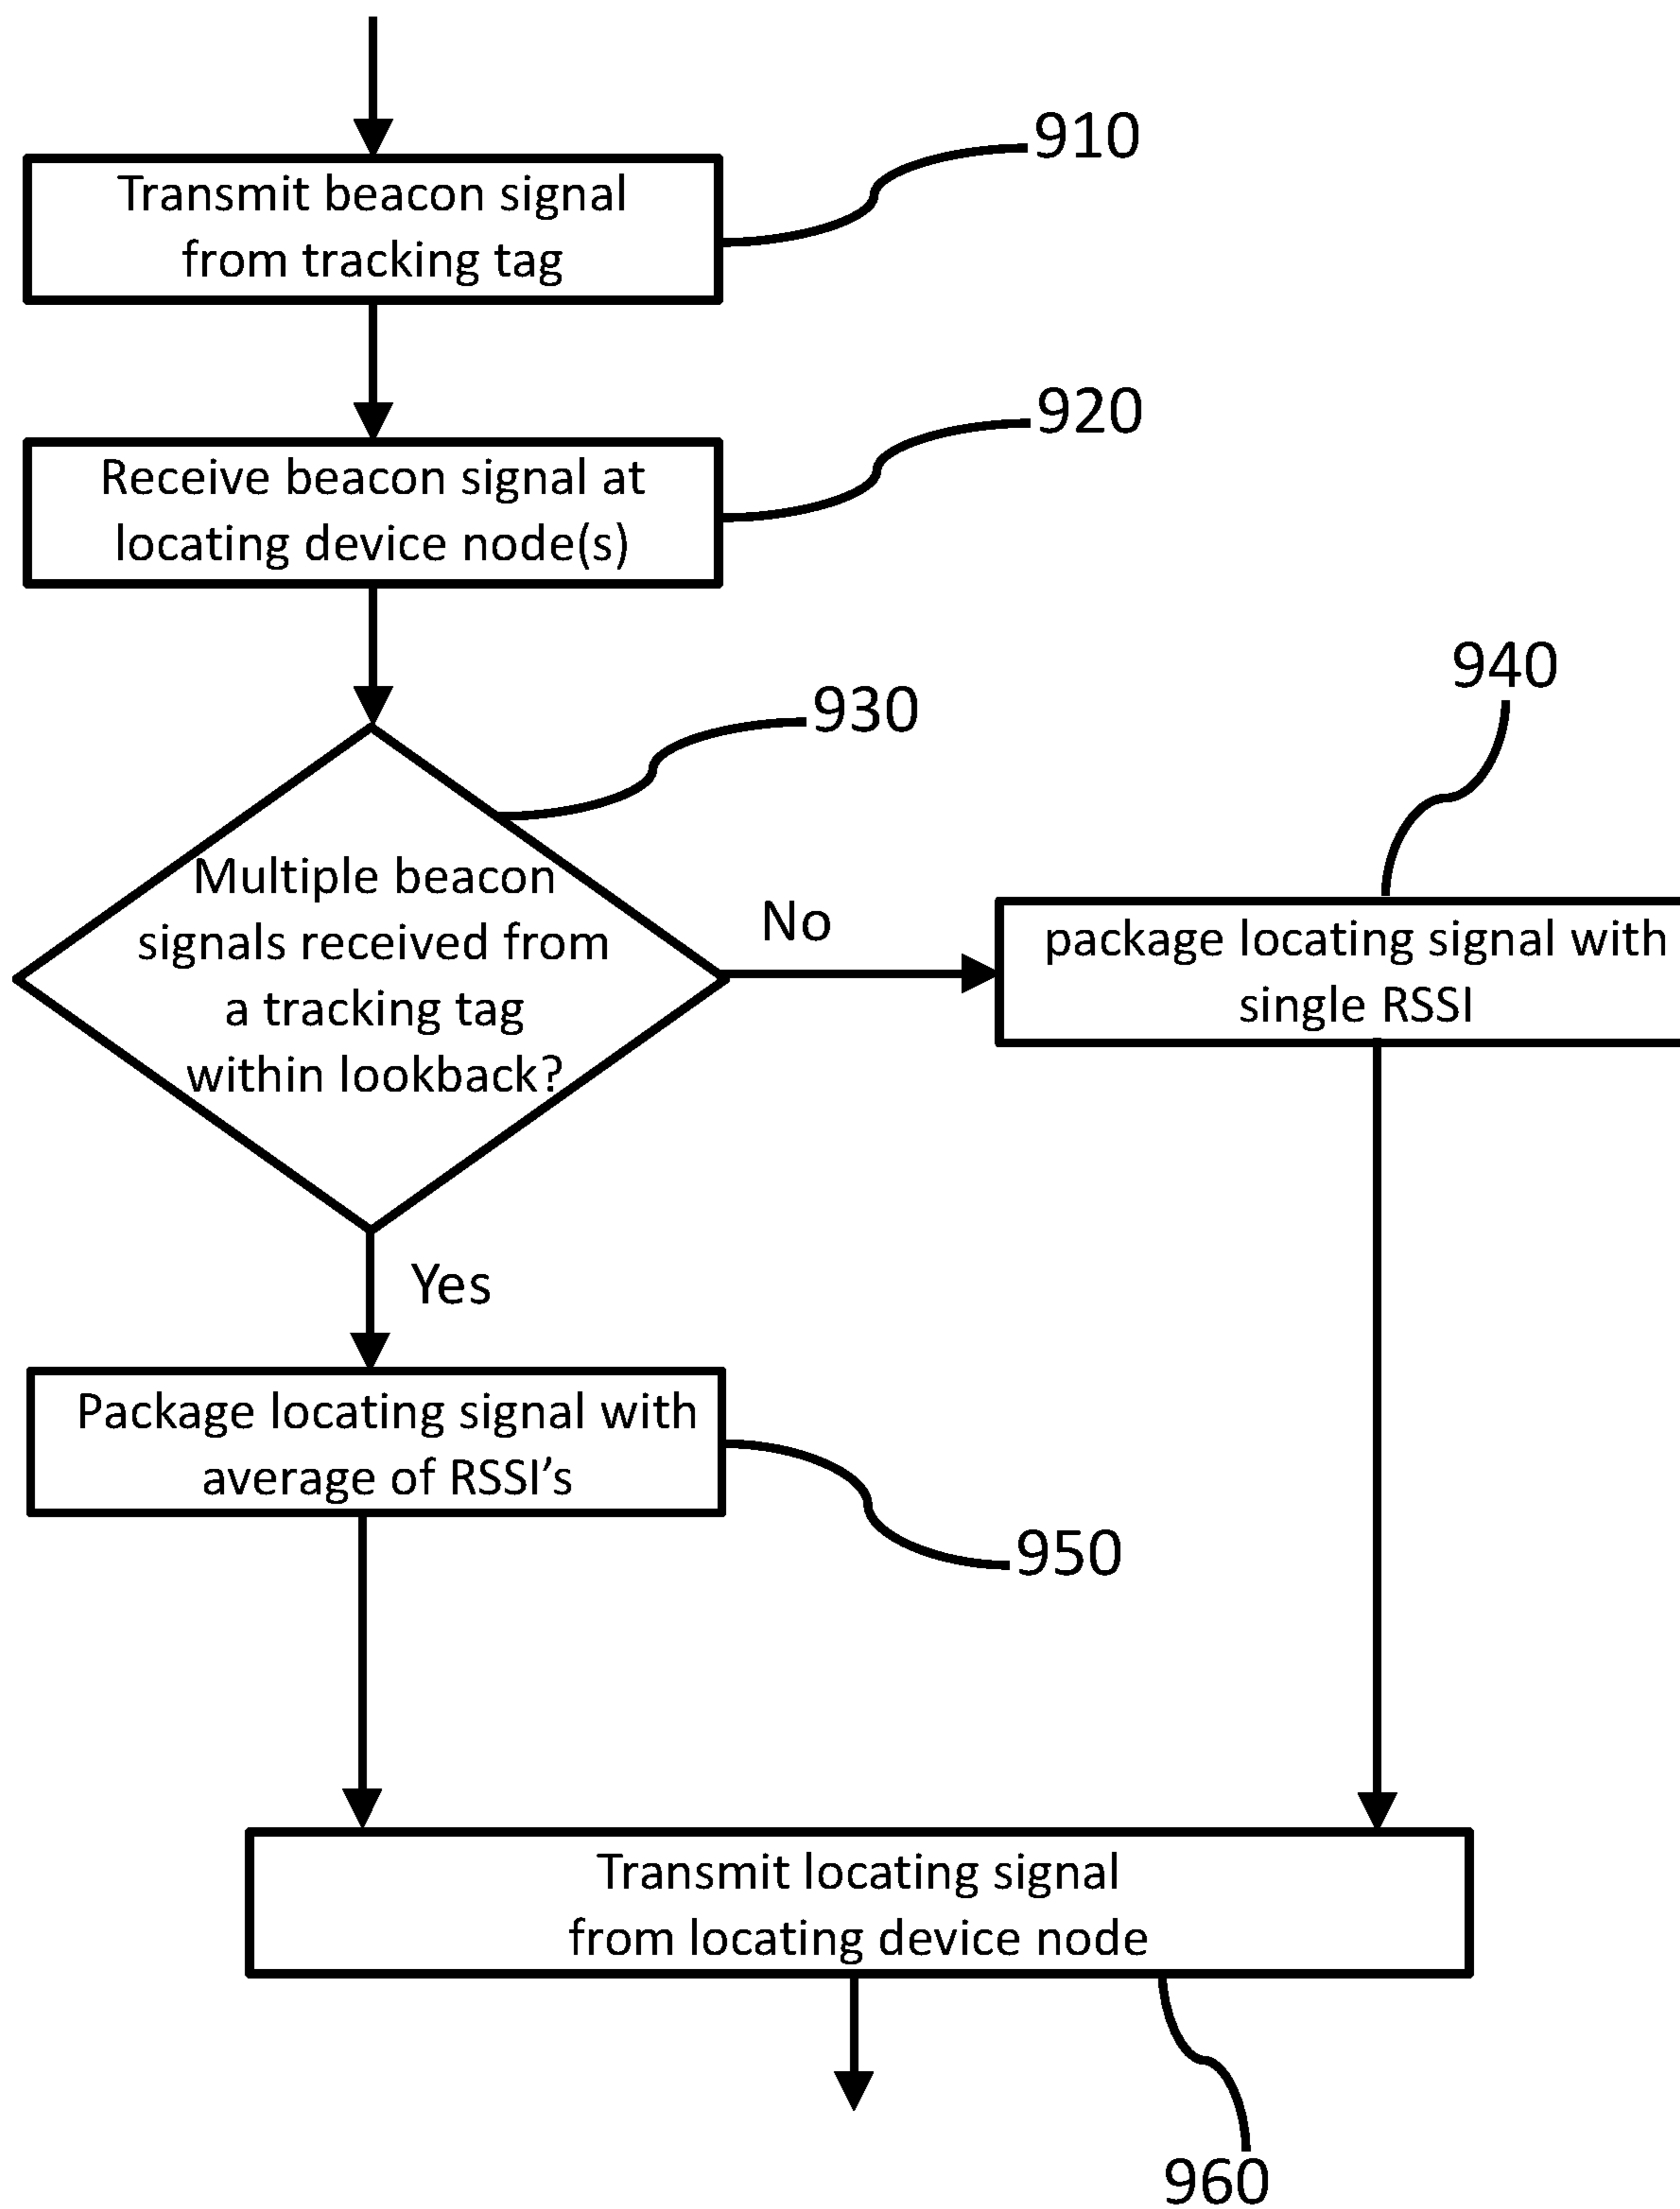 910
Transmit beacon signal
from tracking tag
920
Receive beacon signal at
locating device node(s)
930
940
Multiple beacon
signals received from
a tracking tag
within lookback?
No
package locating signal with
single RSSI
Yes
Package locating signal with
average of RSSI’s
950
Transmit locating signal
from locating device node
960